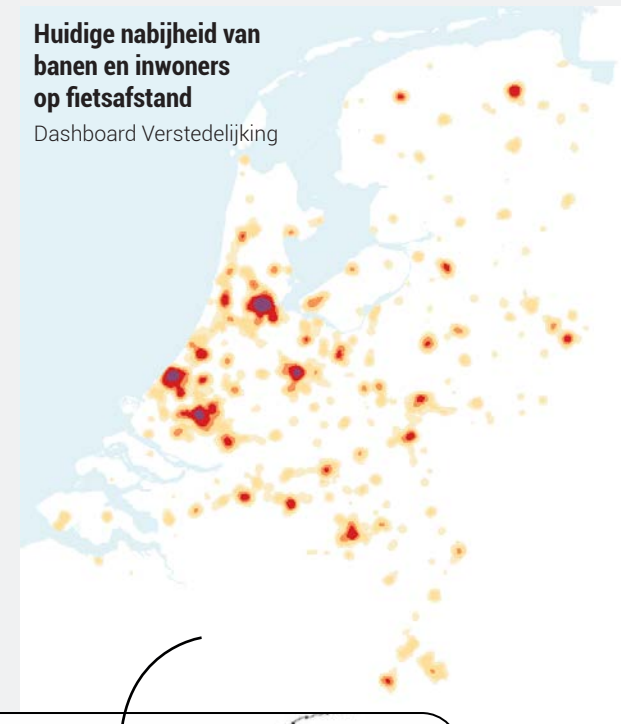 Huidige nabijheid van
banen en inwoners
op fietsafstand
Dashboard Verstedelijking